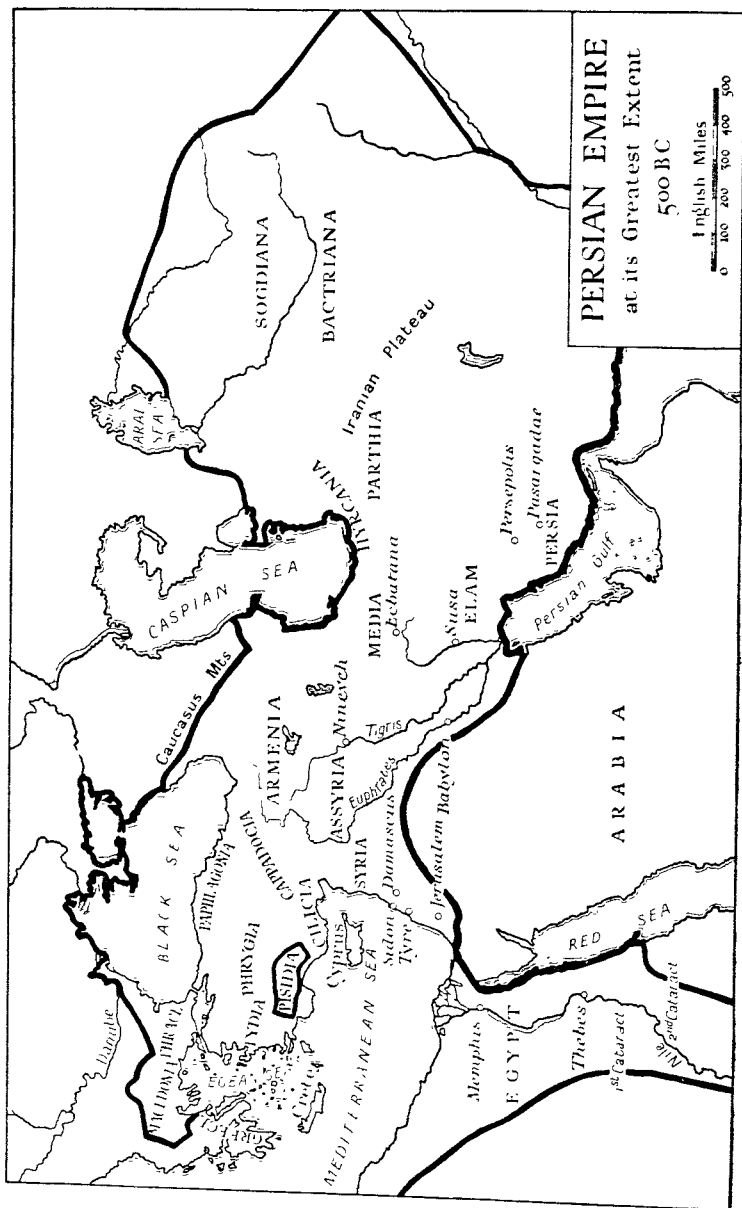 PERSIAN EMPIRE
at its Greatest Extent
500 BC
English Miles
0 100 200 300 400 500
Danube
MACEDONIA
THRACE
GREECE
EGEA
Crete
LYDIA
PHRYGIA
PISIDIA
BLACK SEA
PAPHLAGONIA
CAPPADOCIA
CILICIA
Cyprus
MEDITERRANEAN SEA
Caucasus Mts
CASPIAN SEA
ARAL SEA
SOGDIANA
BACTRIANA
ARMENIA
ASSYRIA
Nineveh
Tigris
Euphrates
SYRIA
Damascus
Sidon
Tyre
Jerusalem
Babylon
MEDIA
Ecbatana
HYRCANIA
PARTHIA
Iranian Plateau
Susa
ELAM
Persepolis
Pasargadae
PERSIA
Persian Gulf
ARABIA
RED SEA
Memphis
EGYPT
Thebes
1st Cataract
Nile
2nd Cataract